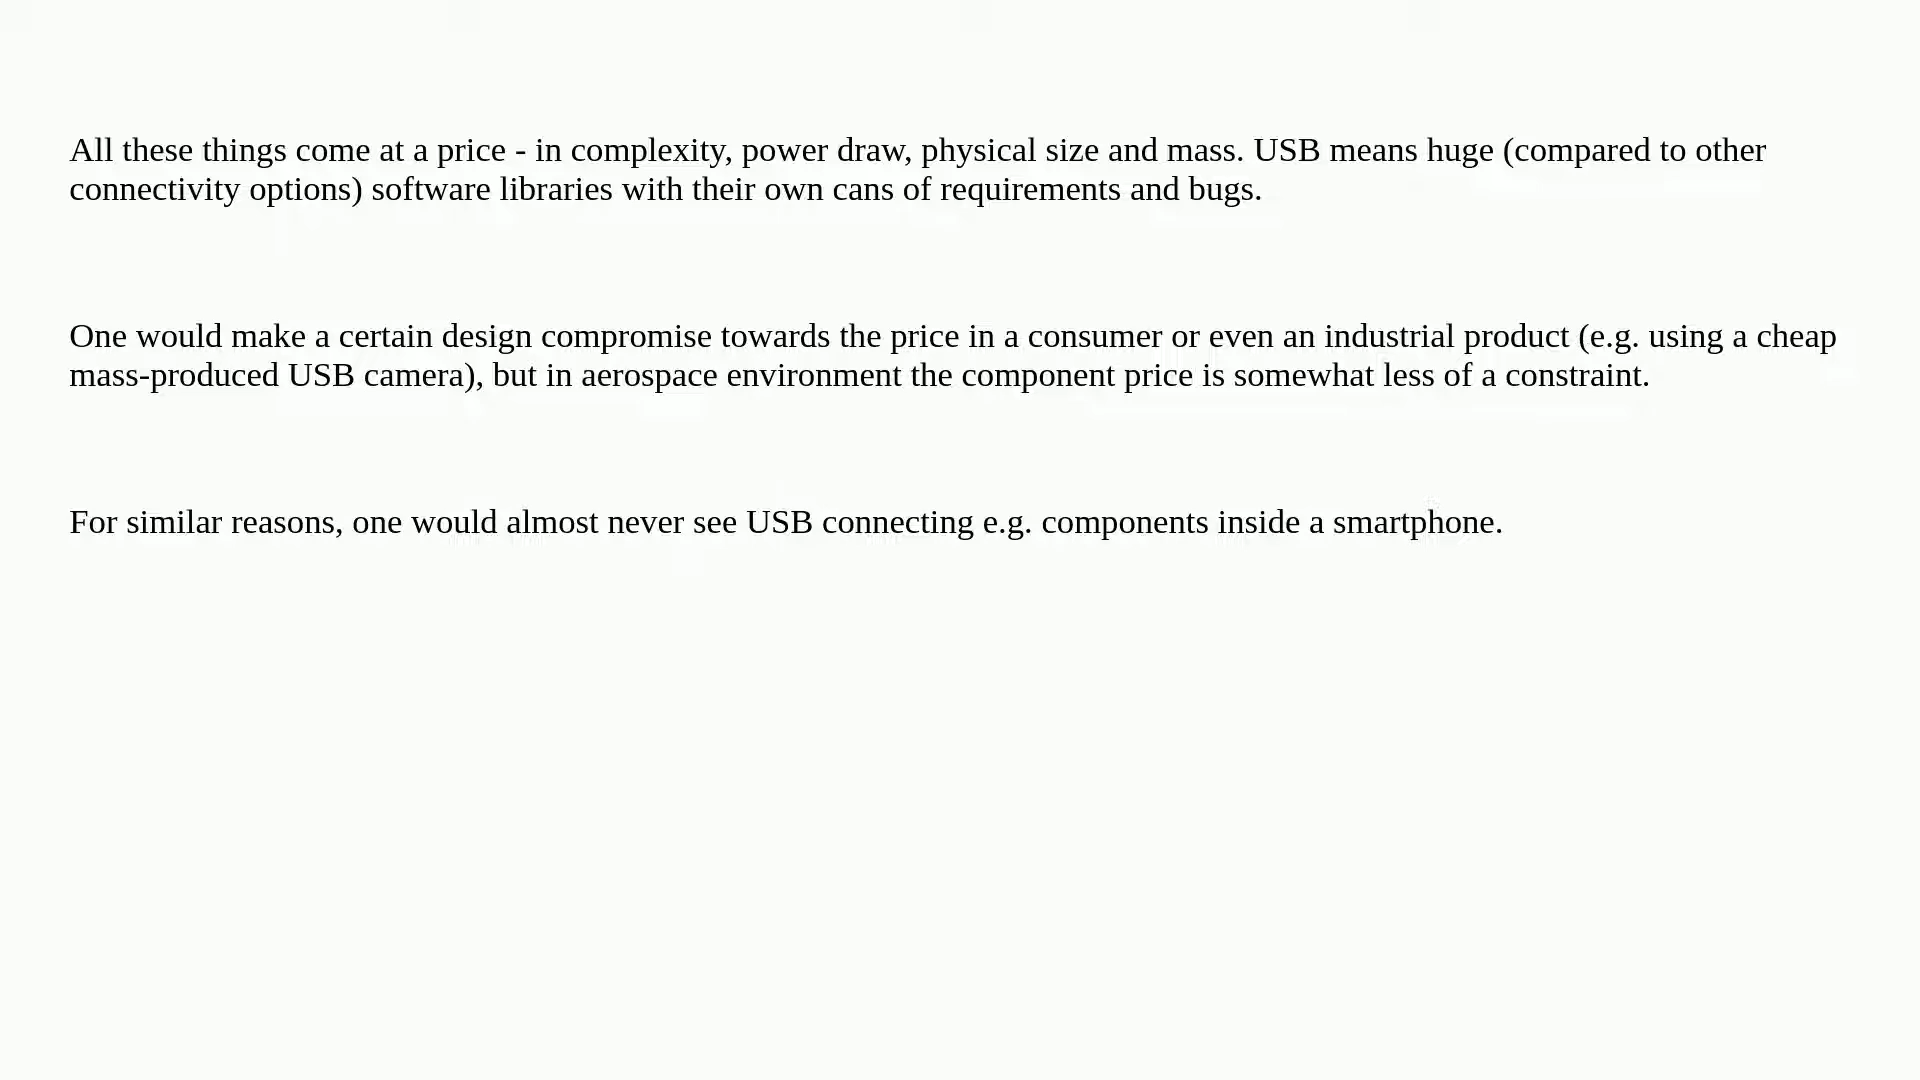 All these things come at a price - in complexity, power draw, physical size and mass. USB means huge (compared to other
connectivity options) software libraries with their own cans of requirements and bugs.
One would make a certain design compromise towards the price in a consumer or even an industrial product (e.g. using a cheap
mass-produced USB camera), but in aerospace environment the component price is somewhat less of a constraint.
For similar reasons, one would almost never see USB connecting e.g. components inside a smartphone.